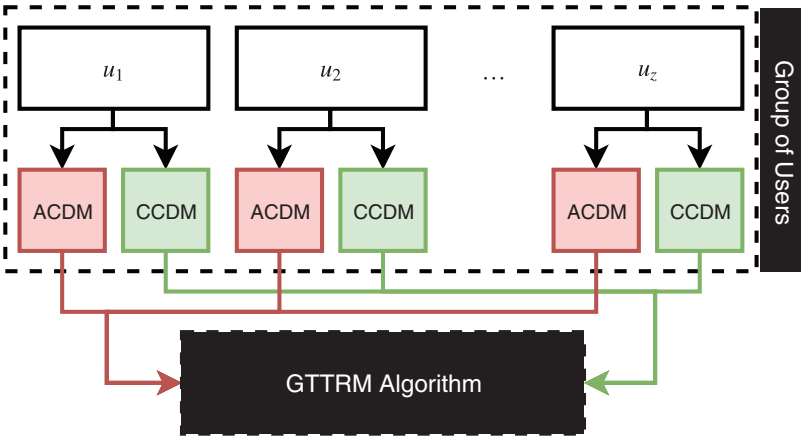 u1
u2
...
uz
Group of Users
ACDM
CCDM
ACDM
CCDM
ACDM
CCDM
GTTRM Algorithm